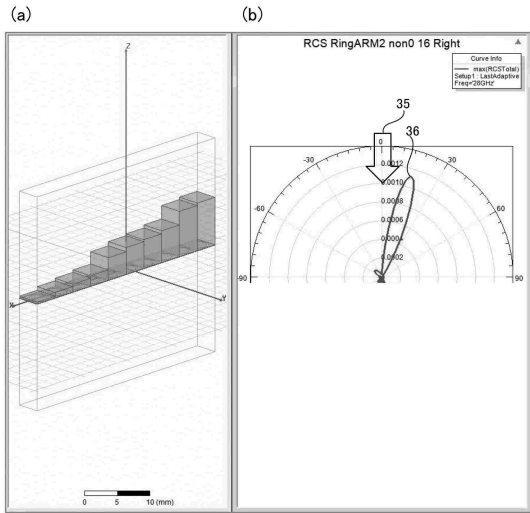 (a)
(b)
Z
X
Y
0 5 10 (mm)
RCS RingARM2 non0 16 Right
Curve Info
max(RCSTotal)
Setup1 : LastAdaptive
Freq='28GHz'
35
36
0
-30
30
-60
60
-90
90
0.0012
0.0010
0.0008
0.0006
0.0004
0.0002